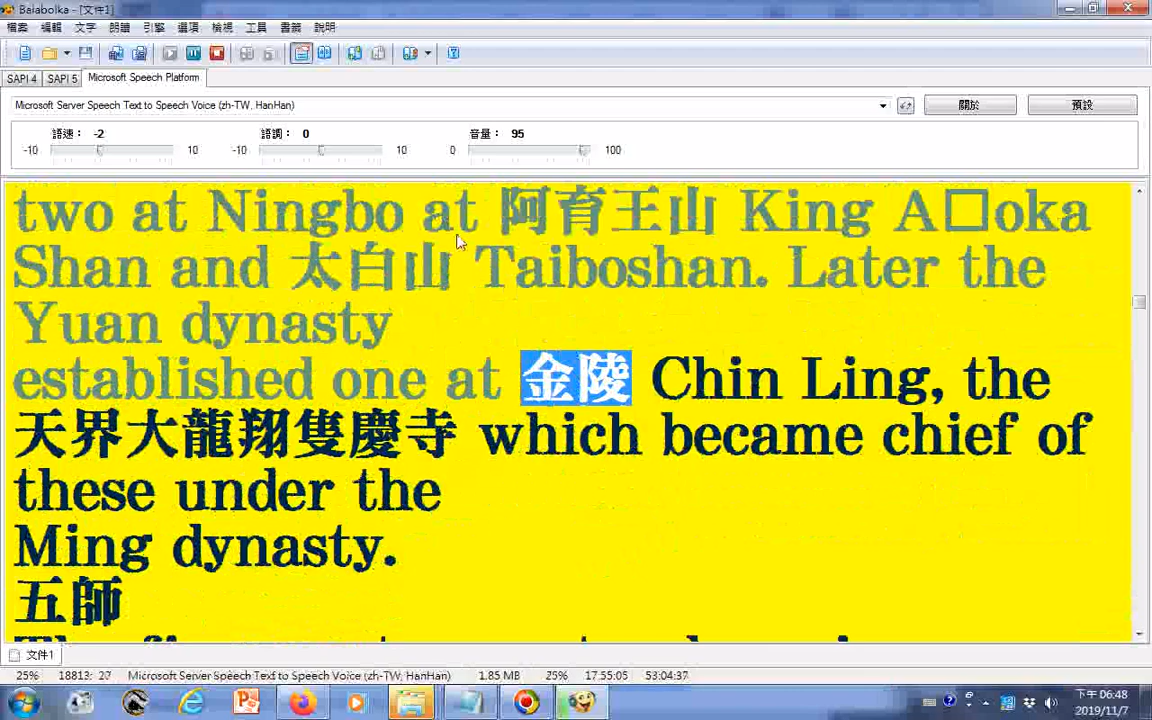 Balabolka - [文件1]
檔案 編輯 文字 朗讀 引擎 選項 檢視 工具 書籤 說明
SAPI 4 SAPI 5 Microsoft Speech Platform
Microsoft Server Speech Text to Speech Voice (zh-TW, HanHan) 關於 預設
語速： -2 語調： 0 音量： 95
-10 10 -10 10 0 100
two at Ningbo at 阿育王山 King A□oka
Shan and 太白山 Taiboshan. Later the
Yuan dynasty
established one at 金陵 Chin Ling, the
天界大龍翔隻慶寺 which became chief of
these under the
Ming dynasty.
五師
文件1
25% 18813: 27 Microsoft Server Speech Text to Speech Voice (zh-TW, HanHan) 1.85 MB 25% 17:55:05 53:04:37
下午 06:48
2019/11/7